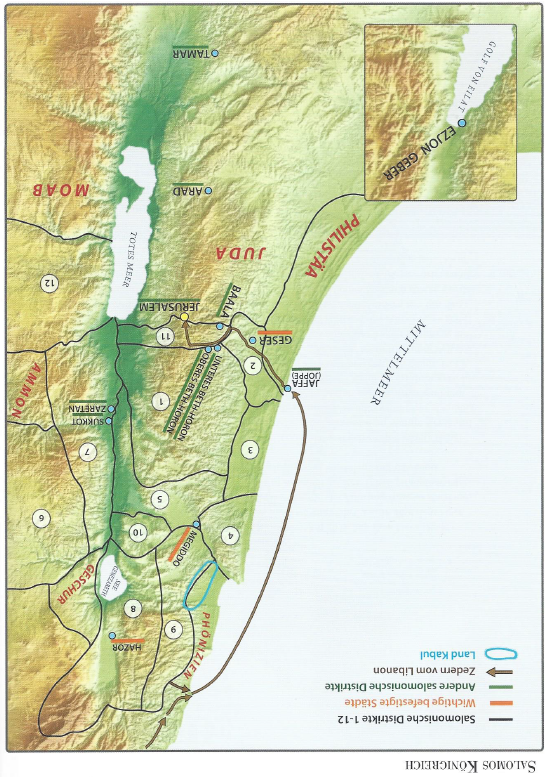 SALOMOS KÖNIGREICH
Salomonische Distrikte 1-12
Wichtige befestigte Städte
Andere salomonische Distrikte
Zedern vom Libanon
Land Kabul
PHÖNIZIEN
9
HAZOR
8
SEE
GENEZARETH
GESCHUR
4
MEGIDDO
10
6
5
7
3
SUKKOT
ZARETAN
AMMON
1
MITTELMEER
JAFFA
(JOPPE)
2
UNTERES BETH-HORON
OBERES BETH-HORON
GESER
11
BAALA
JERUSALEM
12
PHILISTÄA
JUDA
TOTES MEER
MOAB
ARAD
EZJON GEBER
GOLF VON EILAT
TAMAR